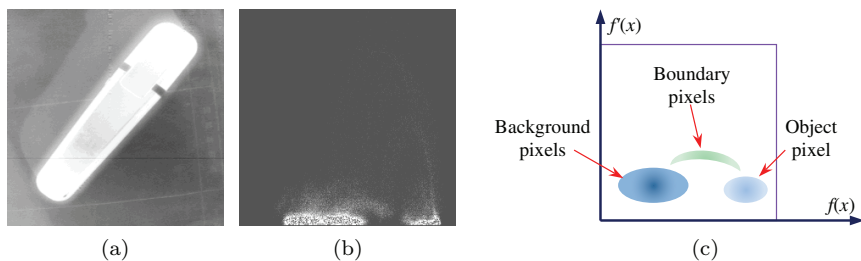 f′(x)
Boundary
pixels
Background
pixels
Object
pixel
f(x)
(a)
(b)
(c)